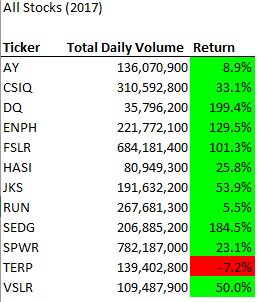 All Stocks (2017)
Ticker Total Daily Volume Return
AY 136,070,900 8.9%
CSIQ 310,592,800 33.1%
DQ 35,796,200 199.4%
ENPH 221,772,100 129.5%
FSLR 684,181,400 101.3%
HASI 80,949,300 25.8%
JKS 191,632,200 53.9%
RUN 267,681,300 5.5%
SEDG 206,885,200 184.5%
SPWR 782,187,000 23.1%
TERP 139,402,800 -7.2%
VSLR 109,487,900 50.0%